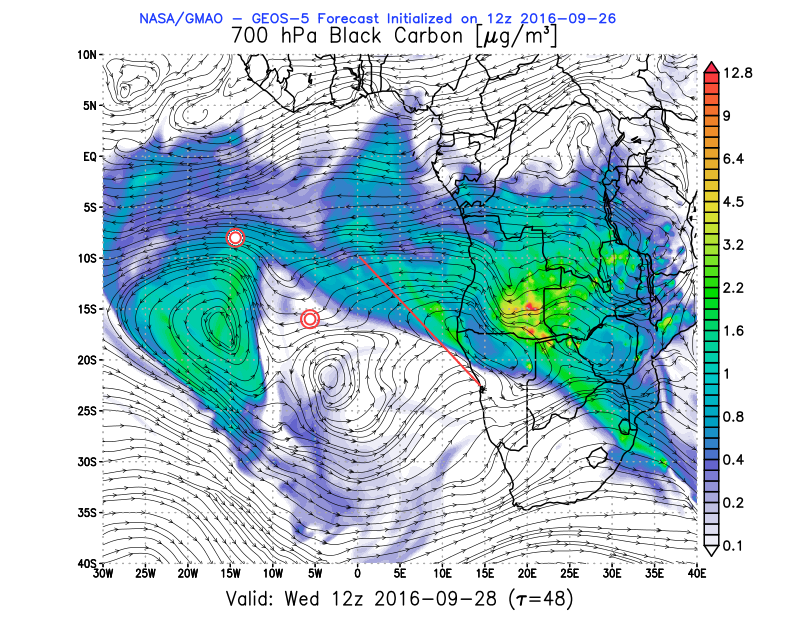 NASA/GMAO – GEOS–5 Forecast Initialized on 12z 2016–09–26
700 hPa Black Carbon [μg/m³]
10N
5N
EQ
5S
10S
15S
20S
25S
30S
35S
40S
30W 25W 20W 15W 10W 5W 0 5E 10E 15E 20E 25E 30E 35E 40E
12.8
9
6.4
4.5
3.2
2.2
1.6
1
0.8
0.4
0.2
0.1
Valid: Wed 12z 2016–09–28 (τ=48)